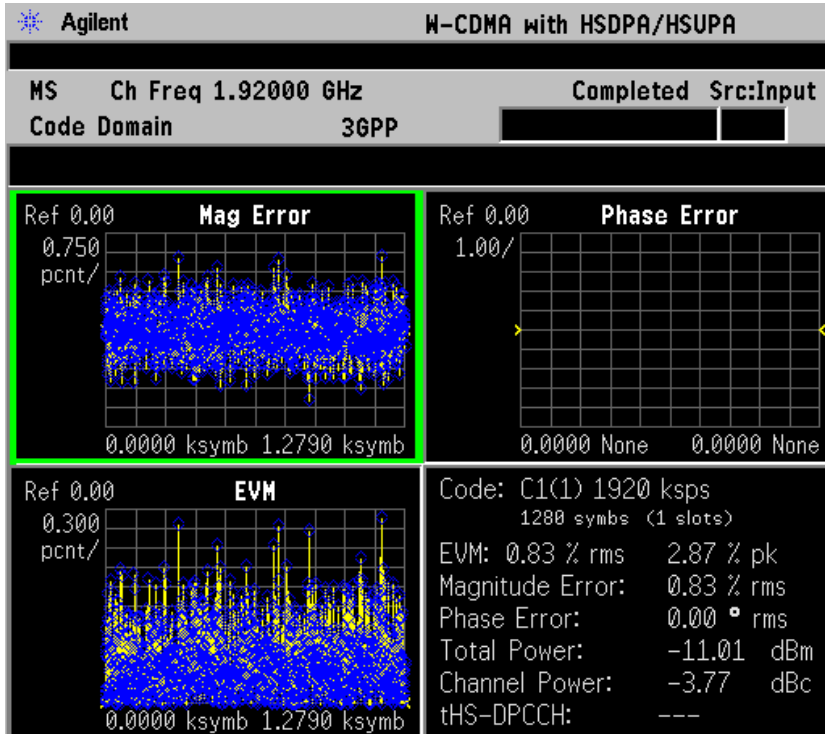 Agilent W-CDMA with HSDPA/HSUPA
MS Ch Freq 1.92000 GHz Completed Src:Input
Code Domain 3GPP
Ref 0.00 Mag Error
0.750
pcnt/
0.0000 ksymb 1.2790 ksymb
Ref 0.00 Phase Error
1.00/
0.0000 None 0.0000 None
Ref 0.00 EVM
0.300
pcnt/
0.0000 ksymb 1.2790 ksymb
Code: C1(1) 1920 ksps
1280 symbs (1 slots)
EVM: 0.83 % rms 2.87 % pk
Magnitude Error: 0.83 % rms
Phase Error: 0.00 ° rms
Total Power: -11.01 dBm
Channel Power: -3.77 dBc
tHS-DPCCH: ---